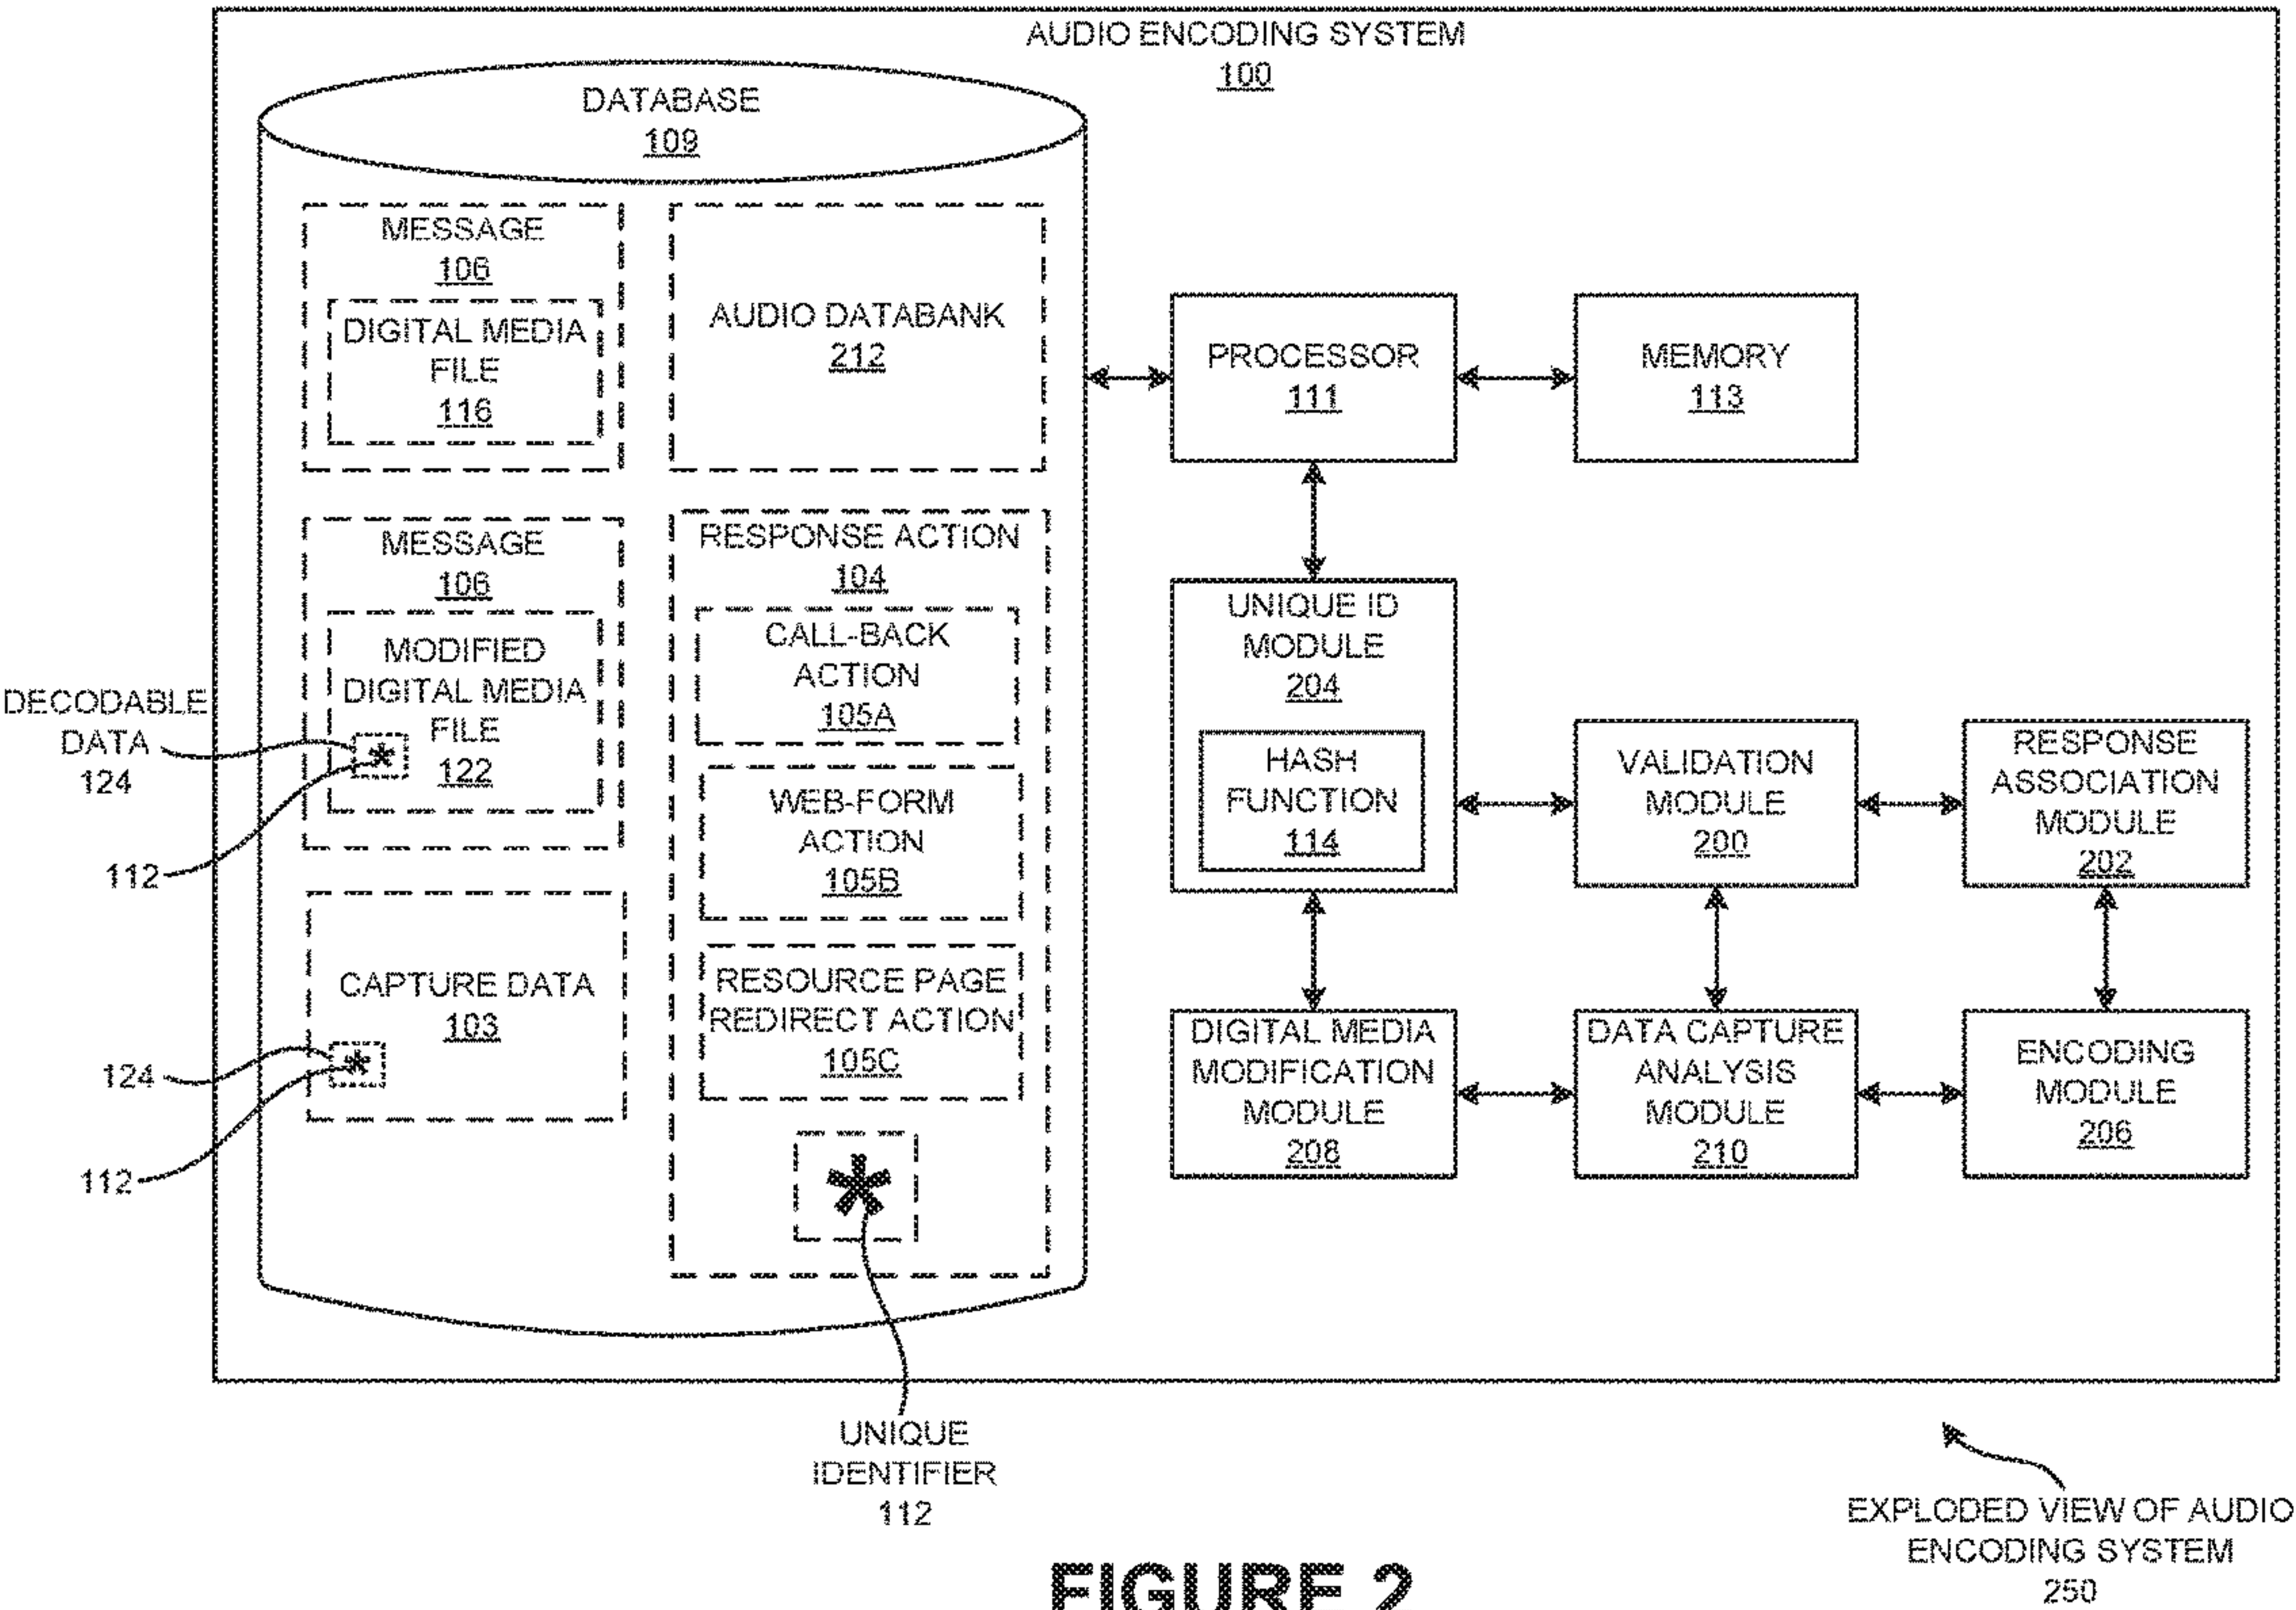 AUDIO ENCODING SYSTEM
100
DATABASE
109
MESSAGE
106
DIGITAL MEDIA
FILE
116
AUDIO DATABANK
212
PROCESSOR
111
MEMORY
113
MESSAGE
106
MODIFIED
DIGITAL MEDIA
FILE
122
*
DECODABLE
DATA
124
112
RESPONSE ACTION
104
CALL-BACK
ACTION
105A
WEB-FORM
ACTION
105B
RESOURCE PAGE
REDIRECT ACTION
105C
*
UNIQUE
IDENTIFIER
112
CAPTURE DATA
103
*
124
112
UNIQUE ID
MODULE
204
HASH
FUNCTION
114
VALIDATION
MODULE
200
RESPONSE
ASSOCIATION
MODULE
202
DIGITAL MEDIA
MODIFICATION
MODULE
208
DATA CAPTURE
ANALYSIS
MODULE
210
ENCODING
MODULE
206
EXPLODED VIEW OF AUDIO
ENCODING SYSTEM
250
FIGURE 2